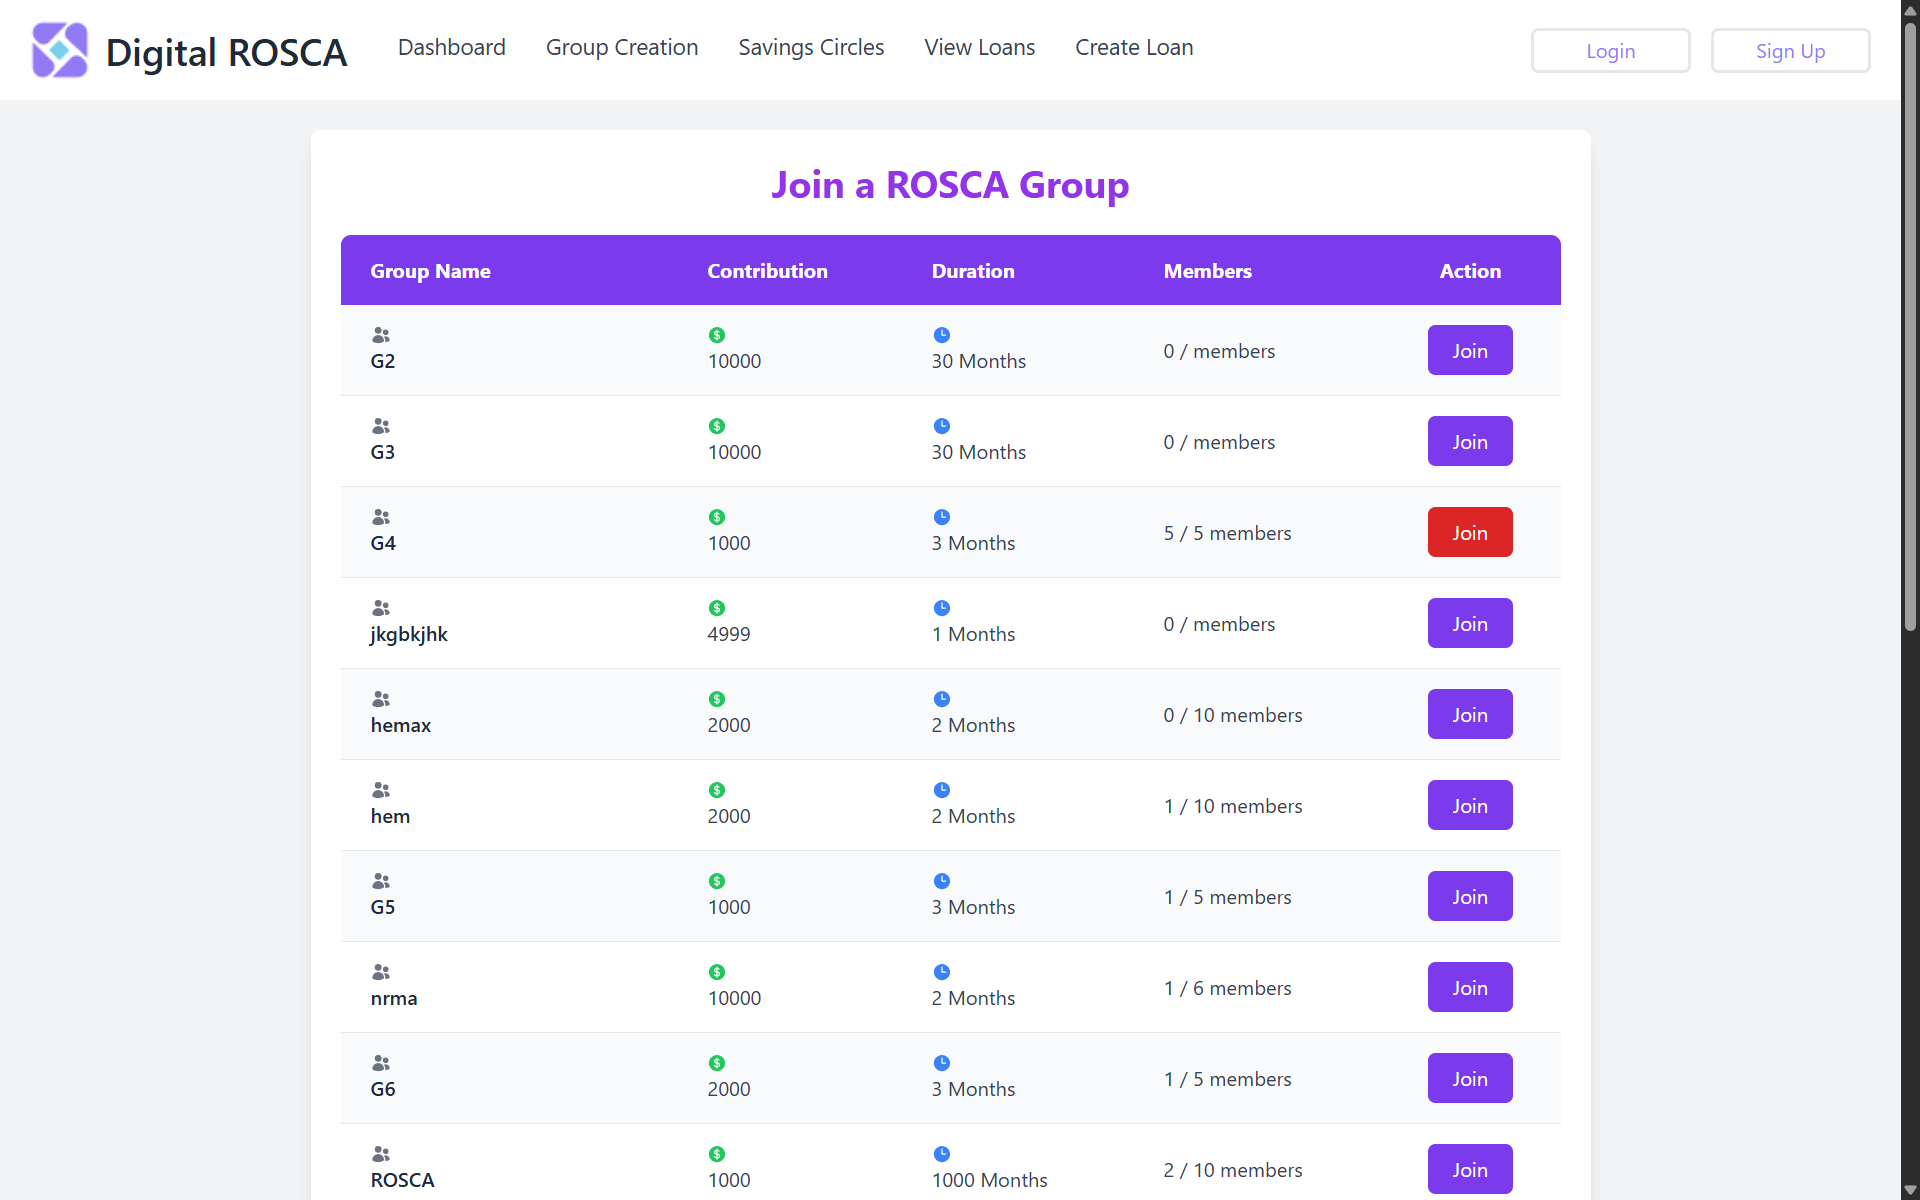 Digital ROSCA Dashboard Group Creation Savings Circles View Loans Create Loan Login Sign Up
Join a ROSCA Group
Group Name Contribution Duration Members Action
G2 10000 30 Months 0 / members Join
G3 10000 30 Months 0 / members Join
G4 1000 3 Months 5 / 5 members Join
jkgbkjhk 4999 1 Months 0 / members Join
hemax 2000 2 Months 0 / 10 members Join
hem 2000 2 Months 1 / 10 members Join
G5 1000 3 Months 1 / 5 members Join
nrma 10000 2 Months 1 / 6 members Join
G6 2000 3 Months 1 / 5 members Join
ROSCA 1000 1000 Months 2 / 10 members Join